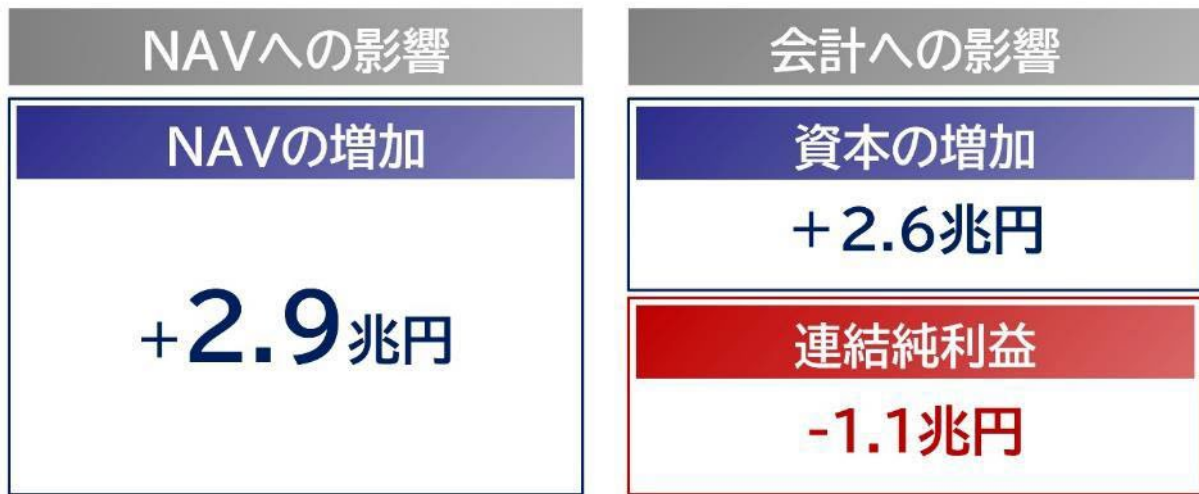 NAVへの影響
NAVの増加
+2.9兆円
会計への影響
資本の増加
+2.6兆円
連結純利益
-1.1兆円